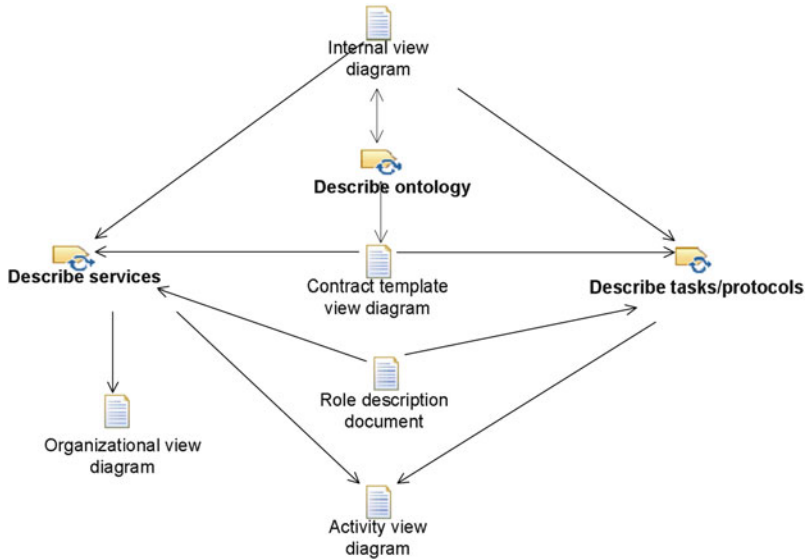 Internal view
diagram
Describe ontology
Describe services
Contract template
view diagram
Describe tasks/protocols
Role description
document
Organizational view
diagram
Activity view
diagram